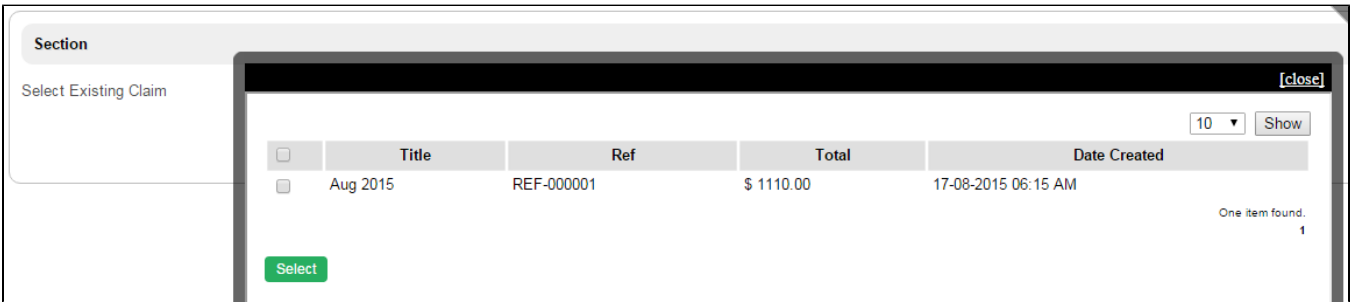 Section
Select Existing Claim
[close]
10 Show
Title Ref Total Date Created
Aug 2015 REF-000001 $ 1110.00 17-08-2015 06:15 AM
One item found.
1
Select